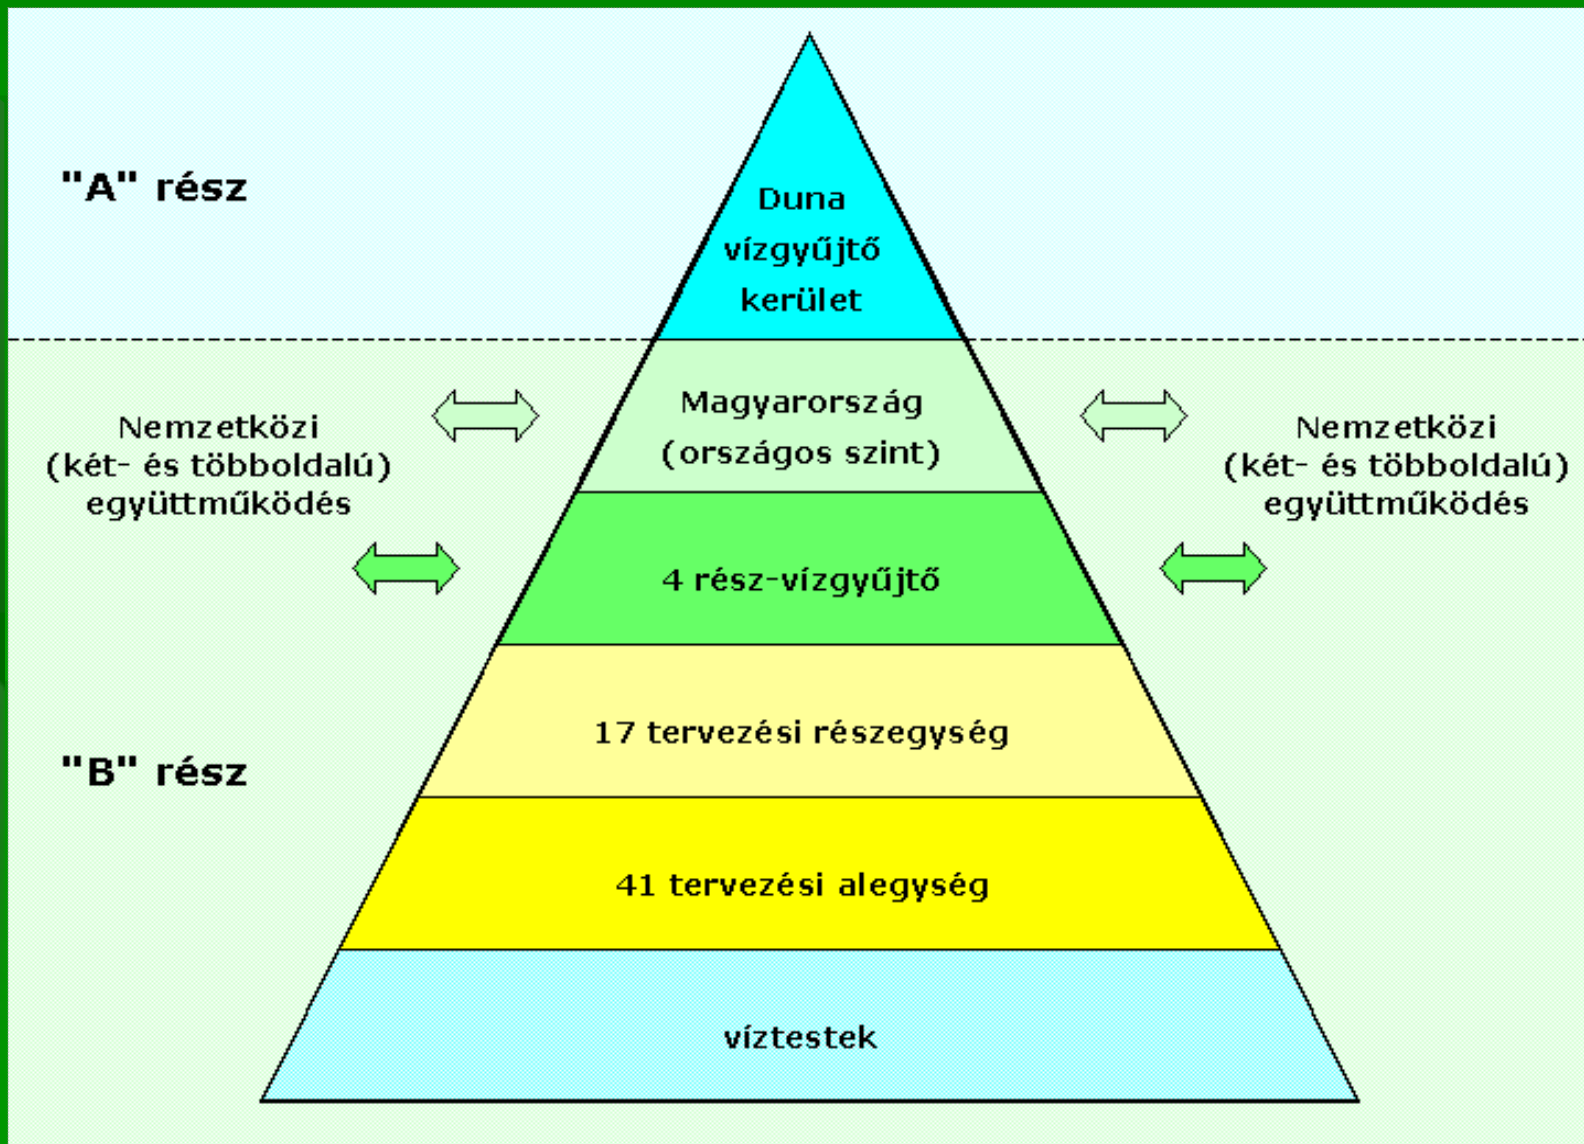 "A" rész
Duna
vízgyűjtő
kerület
Magyarország
(országos szint)
Nemzetközi
(két- és többoldalú)
együttműködés
Nemzetközi
(két- és többoldalú)
együttműködés
4 rész-vízgyűjtő
17 tervezési részegység
"B" rész
41 tervezési alegység
víztestek